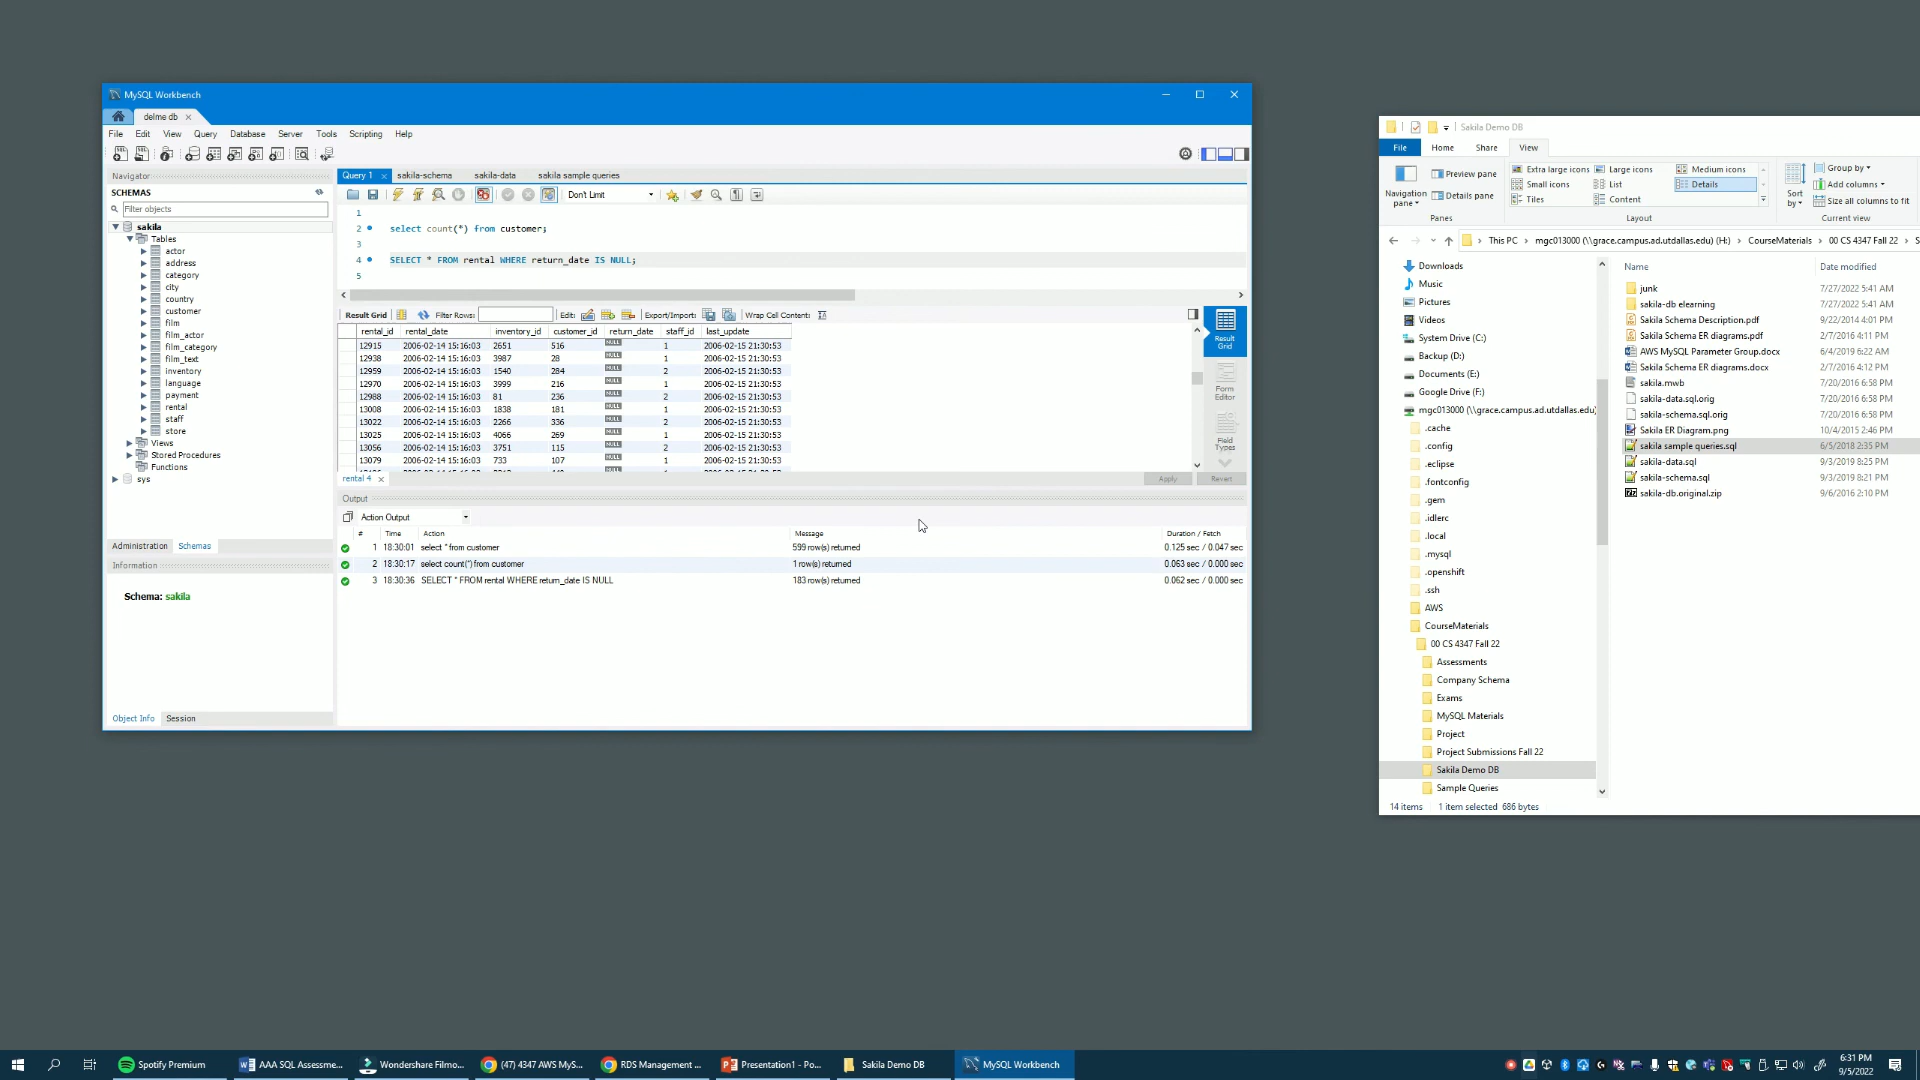 MySQL Workbench
delme db
File Edit View Query Database Server Tools Scripting Help
Navigator
SCHEMAS
Filter objects
sakila
Tables
actor
address
category
city
country
customer
film
film_actor
film_category
film_text
inventory
language
payment
rental
staff
store
Views
Stored Procedures
Functions
sys
Administration Schemas
Information
Schema: sakila
Object Info Session
Query 1 sakila-schema sakila-data sakila sample queries
Don't Limit
1
2 select count(*) from customer;
3
4 SELECT * FROM rental WHERE return_date IS NULL;
5
Result Grid Filter Rows: Edit: Export/Import: Wrap Cell Content:
rental_id rental_date inventory_id customer_id return_date staff_id last_update
12915 2006-02-14 15:16:03 2651 516 NULL 1 2006-02-15 21:30:53
12938 2006-02-14 15:16:03 3987 28 NULL 1 2006-02-15 21:30:53
12959 2006-02-14 15:16:03 1540 284 NULL 2 2006-02-15 21:30:53
12970 2006-02-14 15:16:03 3999 216 NULL 1 2006-02-15 21:30:53
12988 2006-02-14 15:16:03 81 236 NULL 2 2006-02-15 21:30:53
13008 2006-02-14 15:16:03 1838 181 NULL 1 2006-02-15 21:30:53
13022 2006-02-14 15:16:03 2266 336 NULL 2 2006-02-15 21:30:53
13025 2006-02-14 15:16:03 4066 269 NULL 1 2006-02-15 21:30:53
13056 2006-02-14 15:16:03 3751 115 NULL 2 2006-02-15 21:30:53
13079 2006-02-14 15:16:03 733 107 NULL 1 2006-02-15 21:30:53
Result Grid
Form Editor
Field Types
rental 4
Apply Revert
Output
Action Output
# Time Action Message Duration / Fetch
1 18:30:01 select * from customer 599 row(s) returned 0.125 sec / 0.047 sec
2 18:30:17 select count(*) from customer 1 row(s) returned 0.063 sec / 0.000 sec
3 18:30:36 SELECT * FROM rental WHERE return_date IS NULL 183 row(s) returned 0.062 sec / 0.000 sec
Sakila Demo DB
File Home Share View
Navigation pane
Preview pane
Details pane
Panes
Extra large icons Large icons Medium icons
Small icons List Details
Tiles Content
Layout
Sort by
Group by
Add columns
Size all columns to fit
Current view
This PC > mgc013000 (\\grace.campus.ad.utdallas.edu) (H:) > CourseMaterials > 00 CS 4347 Fall 22 > S
Downloads
Music
Pictures
Videos
System Drive (C:)
Backup (D:)
Documents (E:)
Google Drive (F:)
mgc013000 (\\grace.campus.ad.utdallas.edu)
.cache
.config
.eclipse
.fontconfig
.gem
.idlerc
.local
.mysql
.openshift
.ssh
AWS
CourseMaterials
00 CS 4347 Fall 22
Assessments
Company Schema
Exams
MySQL Materials
Project
Project Submissions Fall 22
Sakila Demo DB
Sample Queries
Name Date modified
junk 7/27/2022 5:41 AM
sakila-db elearning 7/27/2022 5:41 AM
Sakila Schema Description.pdf 9/22/2014 4:01 PM
Sakila Schema ER diagrams.pdf 2/7/2016 4:11 PM
AWS MySQL Parameter Group.docx 6/4/2019 6:22 AM
Sakila Schema ER diagrams.docx 2/7/2016 4:12 PM
sakila.mwb 7/20/2016 6:58 PM
sakila-data.sql.orig 7/20/2016 6:58 PM
sakila-schema.sql.orig 7/20/2016 6:58 PM
Sakila ER Diagram.png 10/4/2015 2:46 PM
sakila sample queries.sql 6/5/2018 2:35 PM
sakila-data.sql 9/3/2019 8:25 PM
sakila-schema.sql 9/3/2019 8:21 PM
sakila-db.original.zip 9/6/2016 2:10 PM
14 items 1 item selected 686 bytes
Spotify Premium AAA SQL Assessme... Wondershare Filmo... (47) 4347 AWS MyS... RDS Management ... Presentation1 - Po... Sakila Demo DB MySQL Workbench
6:31 PM
9/5/2022